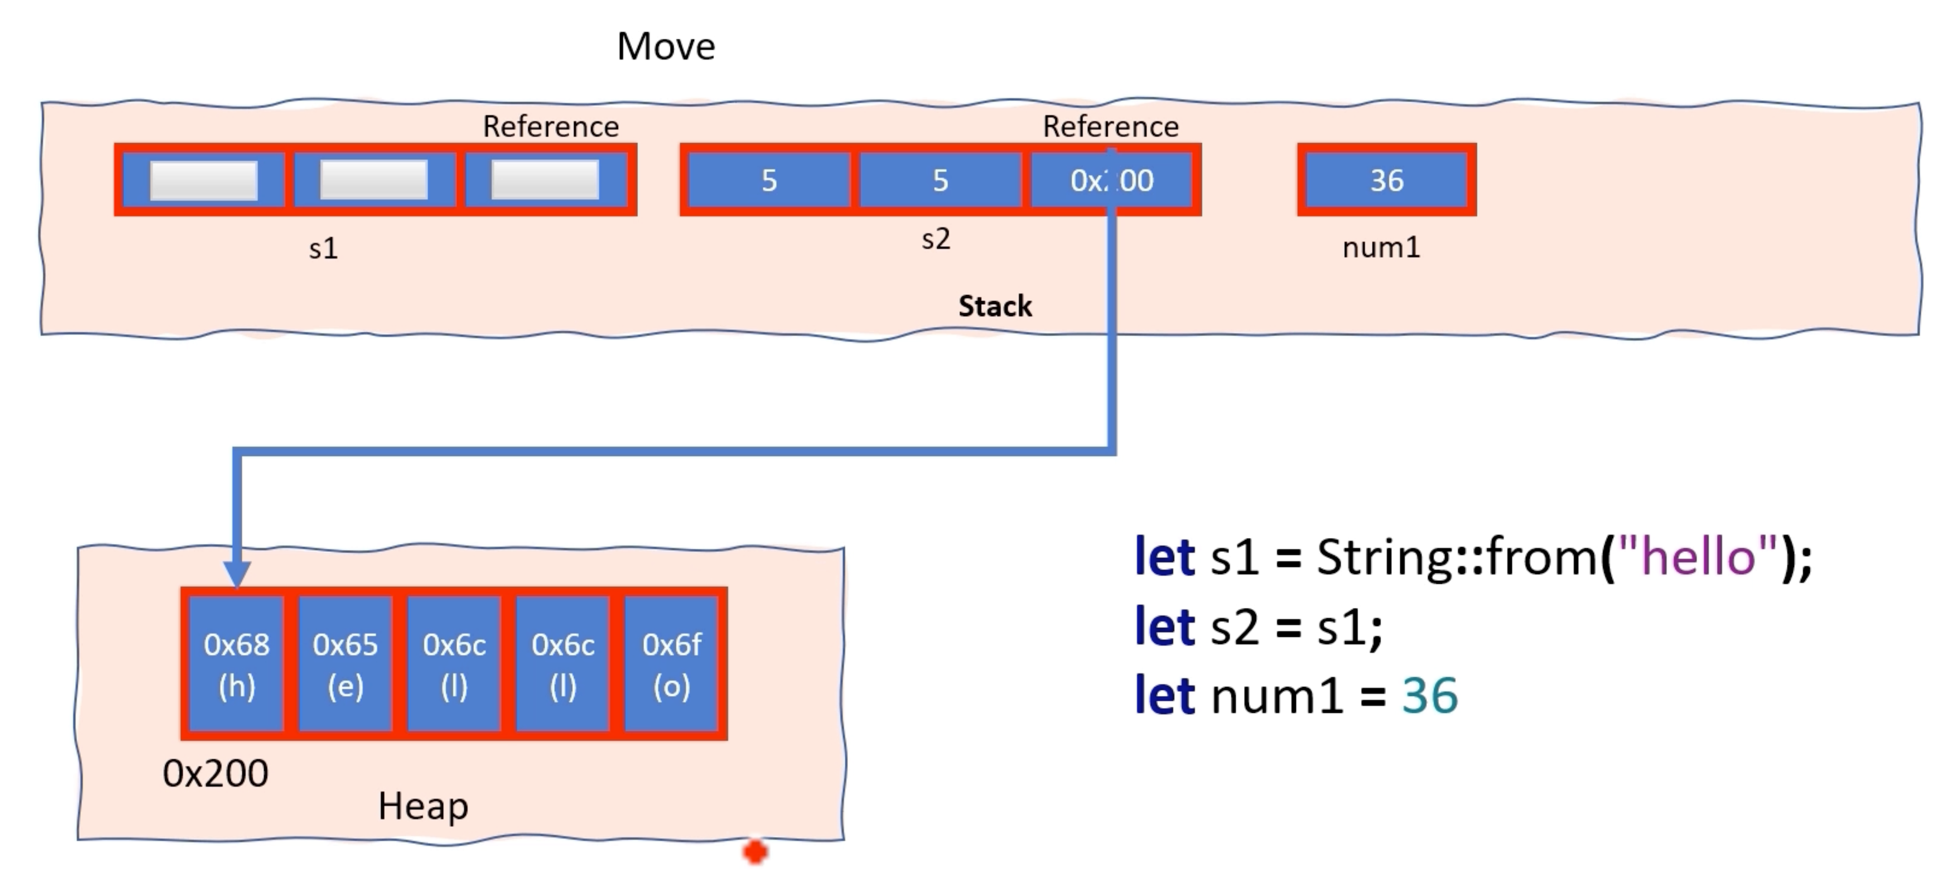 Move
Reference
Reference
5 5 0x200 36
s1
s2
num1
Stack
0x68 0x65 0x6c 0x6c 0x6f
(h) (e) (l) (l) (o)
0x200
Heap
let s1 = String::from("hello");
let s2 = s1;
let num1 = 36